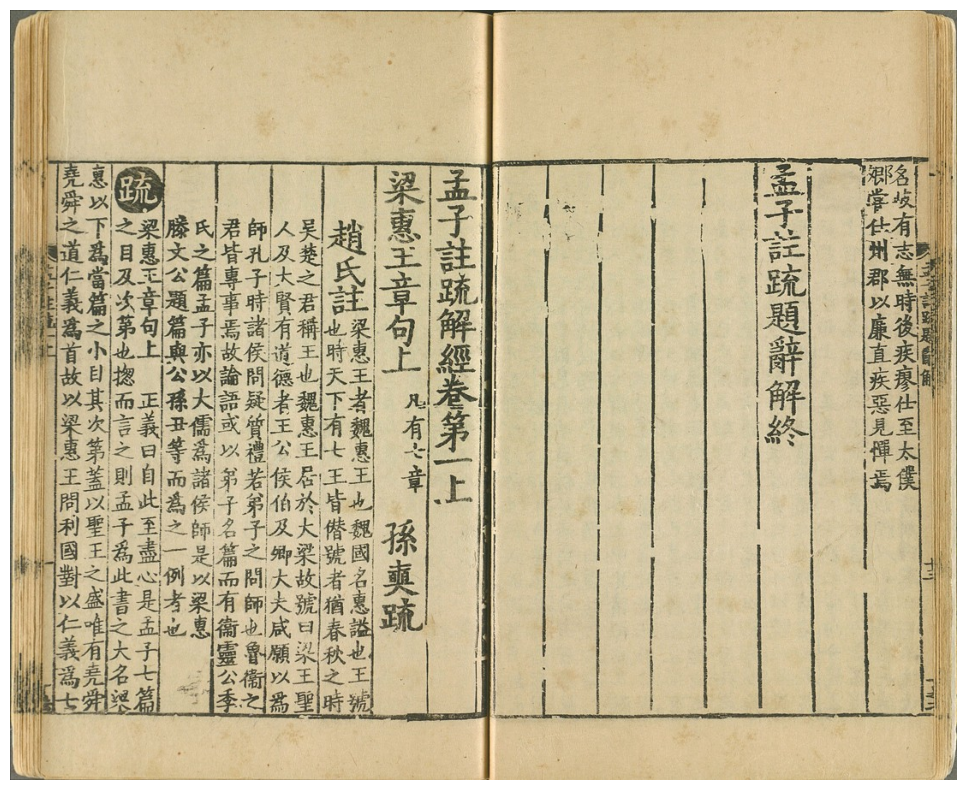 名岐有志無時後疾瘳仕至太僕
卿嘗仕州郡以廉直疾惡見憚焉
孟子註疏題辭解終
孟子註疏解經卷第一上
梁惠王章句上 凡有七章 孫奭疏
趙氏註 梁惠王者魏惠王也魏國名惠謚也王號
也時天下有七王皆僭號者猶春秋之時
吳楚之君稱王也魏惠王居於大梁故號曰梁王聖
人及大賢有道德者王公侯伯及卿大夫咸願以為
師孔子時諸侯問疑質禮若弟子之問師也魯衞之
君皆專事焉故論語或以弟子名篇而有衞靈公季
氏之篇孟子亦以大儒為諸侯師是以梁惠
滕文公題篇與公孫丑等而為之一例者也
疏 梁惠王章句上 正義曰自此至盡心是孟子七篇
之目及次第也揔而言之則孟子為此書之大名梁
惠以下為當篇之小目其次第蓋以聖王之盛唯有堯舜
堯舜之道仁義為首故以梁惠王問利國對以仁義為七